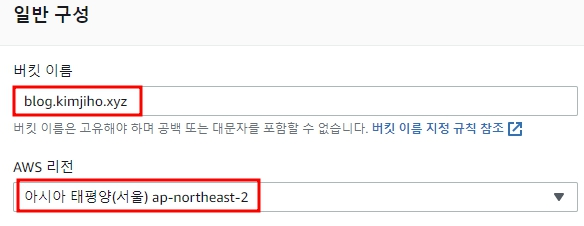 일반 구성
버킷 이름
blog.kimjiho.xyz
버킷 이름은 고유해야 하며 공백 또는 대문자를 포함할 수 없습니다. 버킷 이름 지정 규칙 참조
AWS 리전
아시아 태평양(서울) ap-northeast-2